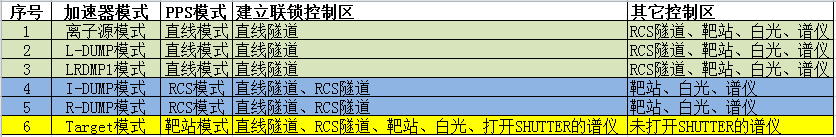 序号 加速器模式 PPS模式 建立联锁控制区 其它控制区
1 离子源模式 直线模式 直线隧道 RCS隧道、靶站、白光、谱仪
2 L-DUMP模式 直线模式 直线隧道 RCS隧道、靶站、白光、谱仪
3 LRDMP1模式 直线模式 直线隧道 RCS隧道、靶站、白光、谱仪
4 I-DUMP模式 RCS模式 直线隧道、RCS隧道 靶站、白光、谱仪
5 R-DUMP模式 RCS模式 直线隧道、RCS隧道 靶站、白光、谱仪
6 Target模式 靶站模式 直线隧道、RCS隧道、靶站、白光、打开SHUTTER的谱仪 未打开SHUTTER的谱仪